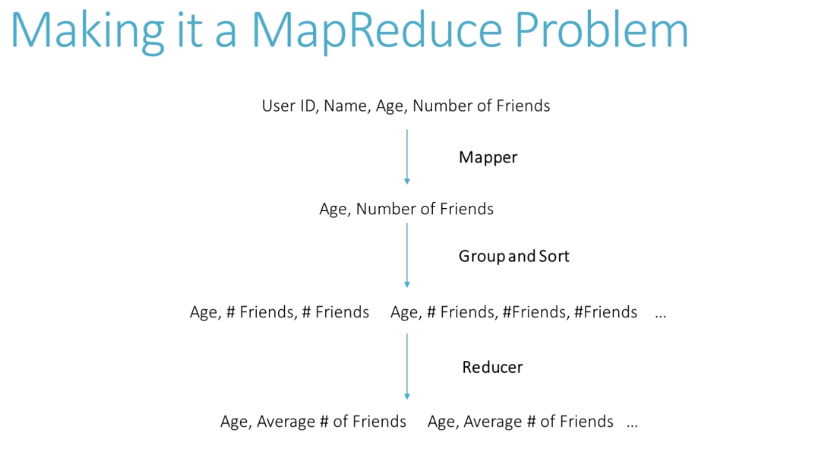 Making it a MapReduce Problem
User ID, Name, Age, Number of Friends
Mapper
Age, Number of Friends
Group and Sort
Age, # Friends, # Friends Age, # Friends, #Friends, #Friends ...
Reducer
Age, Average # of Friends Age, Average # of Friends ...